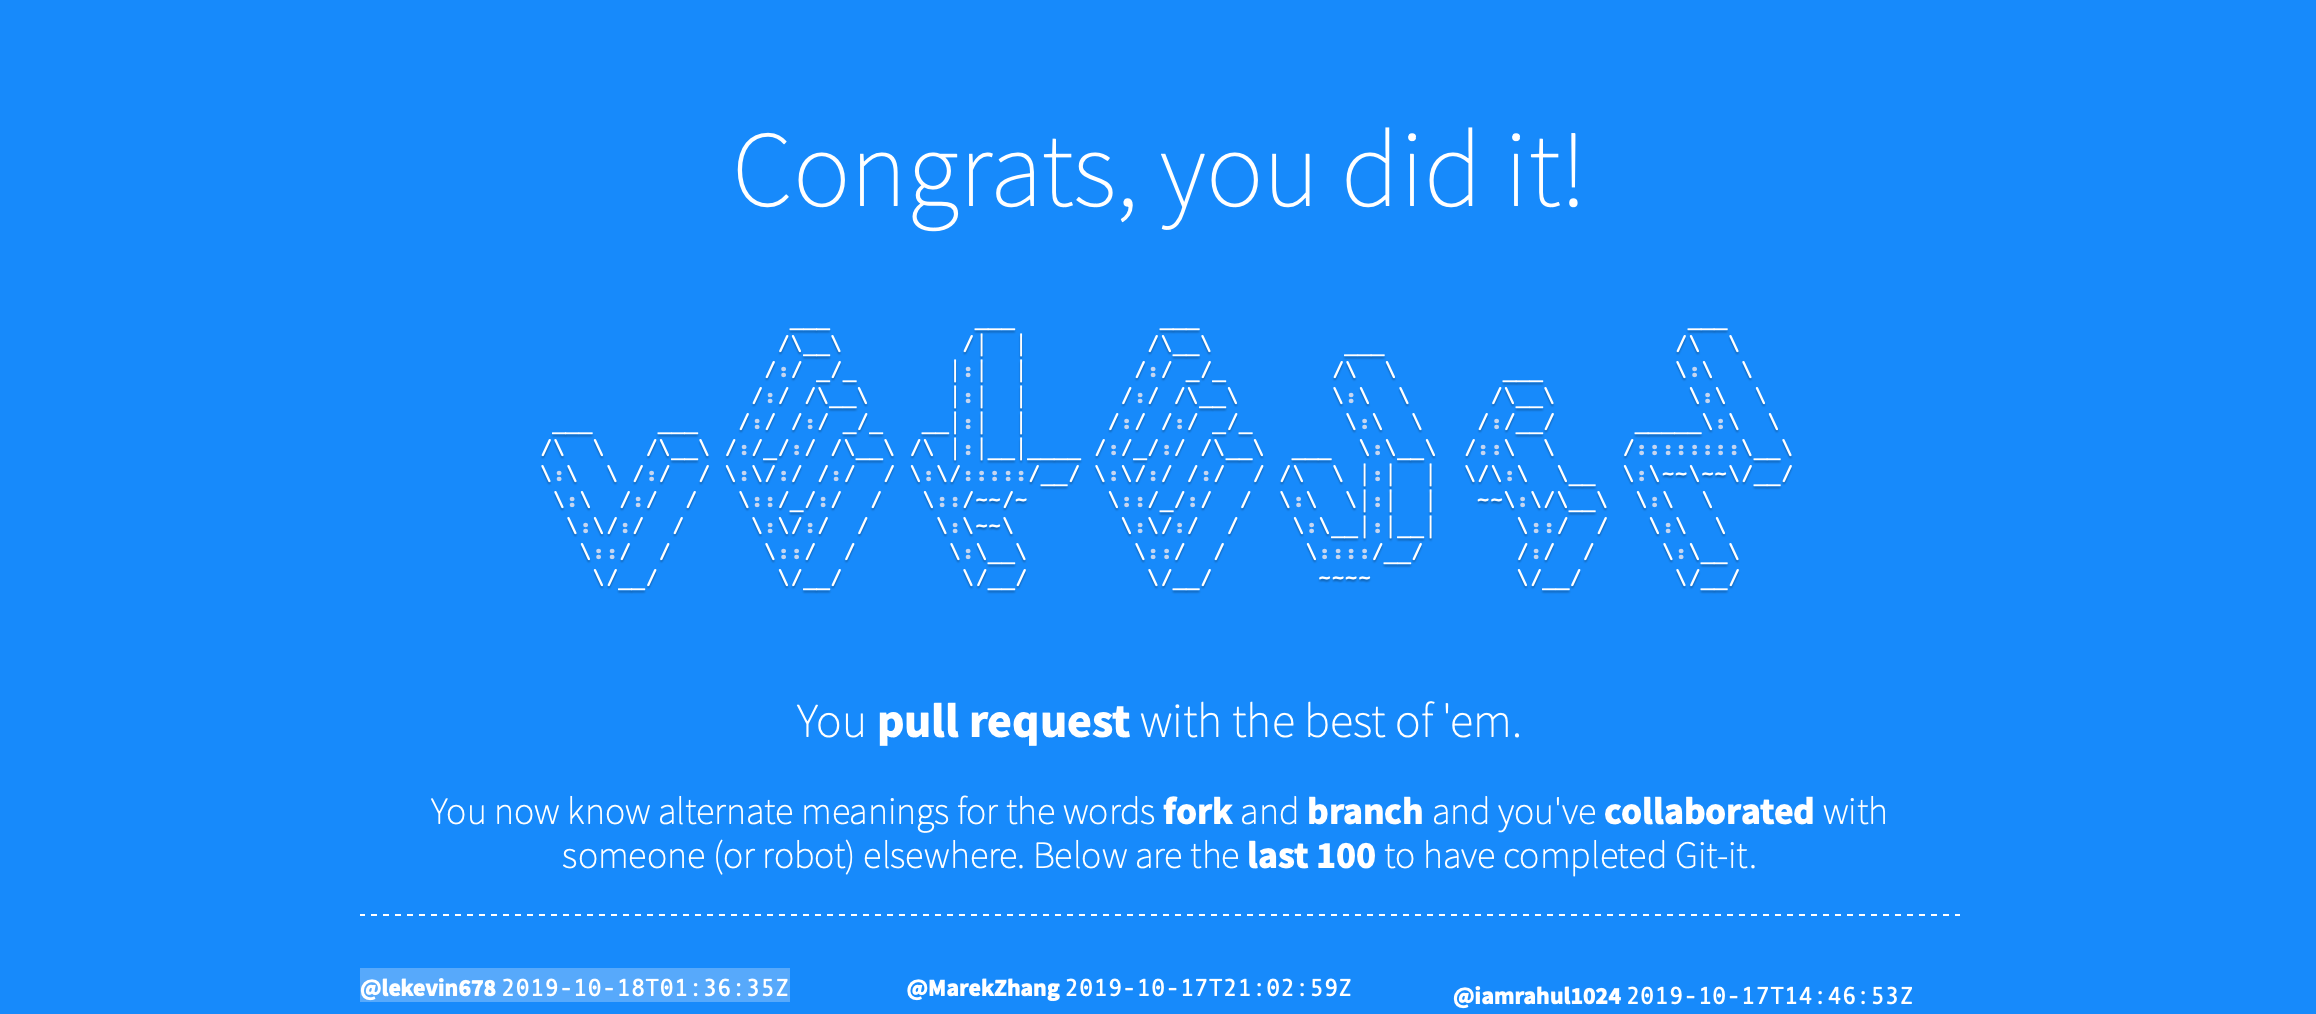 Congrats, you did it!
You pull request with the best of 'em.
You now know alternate meanings for the words fork and branch and you've collaborated with
someone (or robot) elsewhere. Below are the last 100 to have completed Git-it.
@lekevin678 2019-10-18T01:36:35Z
@MarekZhang 2019-10-17T21:02:59Z
@iamrahul1024 2019-10-17T14:46:53Z